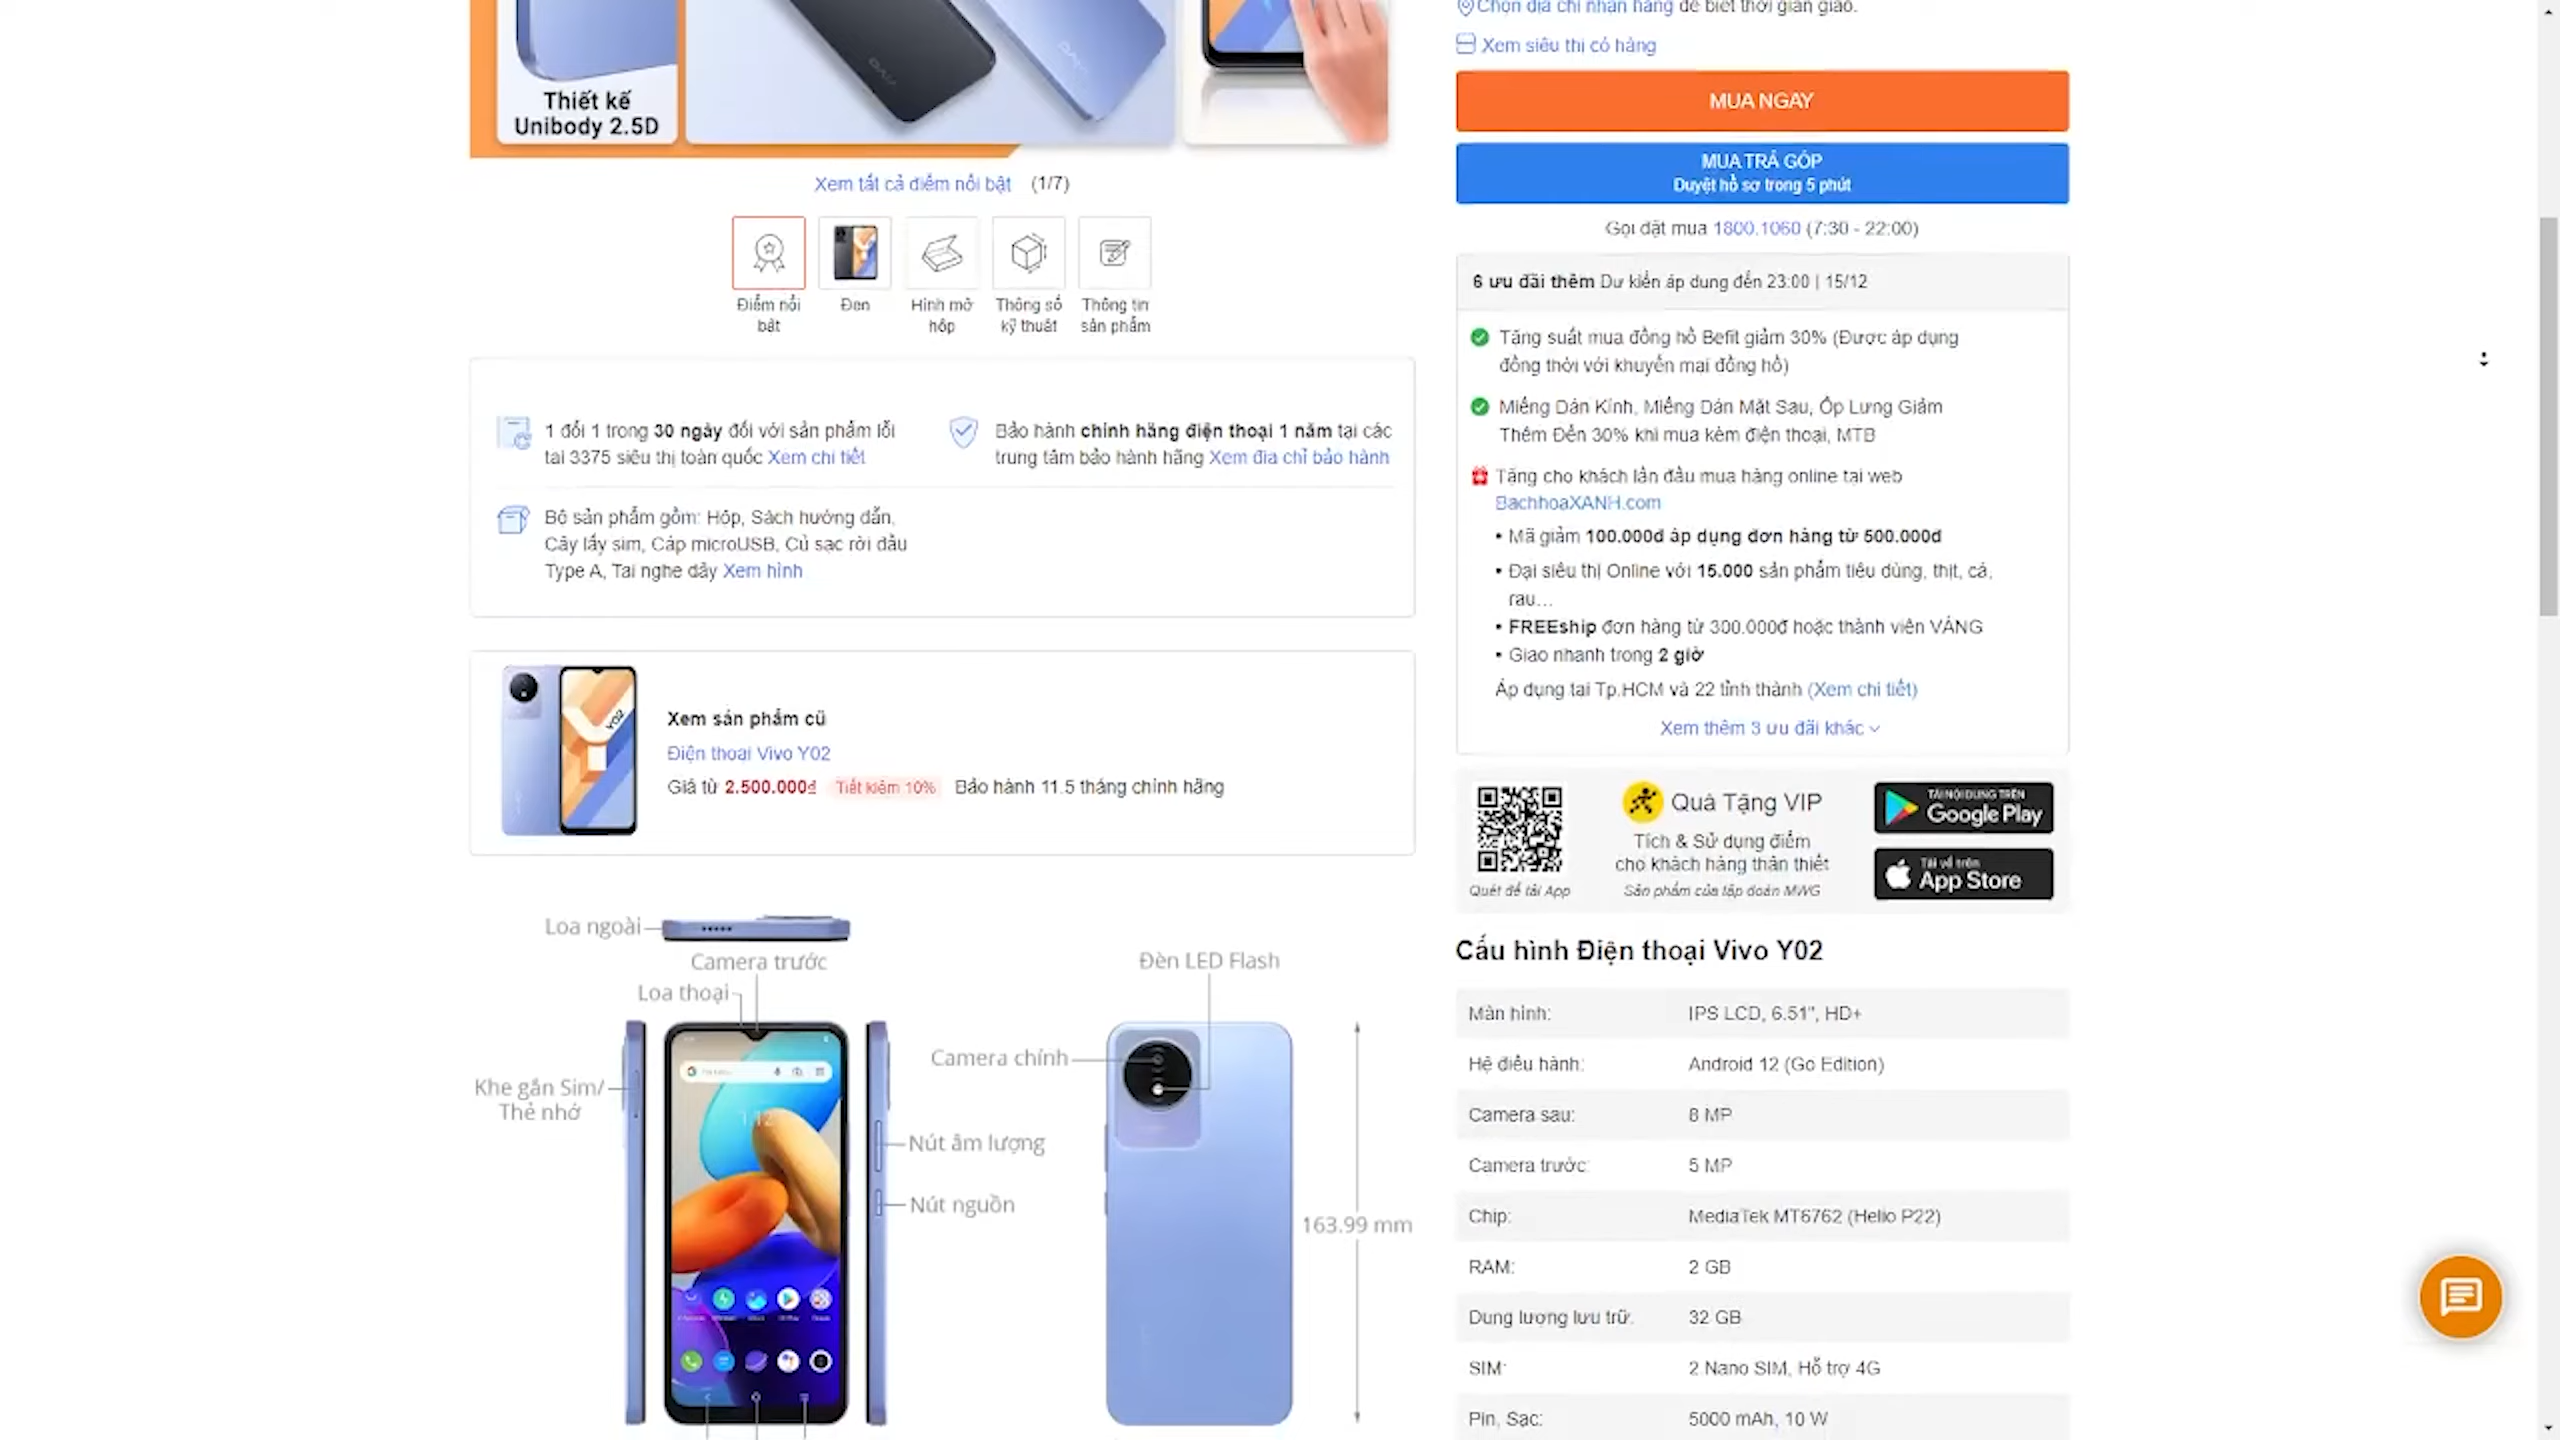 Chọn địa chỉ nhận hàng để biết thời gian giao.
Xem siêu thị có hàng
MUA NGAY
MUA TRẢ GÓP
Duyệt hồ sơ trong 5 phút
Gọi đặt mua 1800.1060 (7:30 - 22:00)
6 ưu đãi thêm Dự kiến áp dụng đến 23:00 | 15/12
Tặng suất mua đồng hồ Befit giảm 30% (Được áp dụng
đồng thời với khuyến mại đồng hồ)
Miếng Dán Kính, Miếng Dán Mặt Sau, Ốp Lưng Giảm
Thêm Đến 30% khi mua kèm điện thoại, MTB
Tặng cho khách lần đầu mua hàng online tại web
BachhoaXANH.com
• Mã giảm 100.000đ áp dụng đơn hàng từ 500.000đ
• Đại siêu thị Online với 15.000 sản phẩm tiêu dùng, thịt, cá,
rau...
• FREEship đơn hàng từ 300.000đ hoặc thành viên VÀNG
• Giao nhanh trong 2 giờ
Áp dụng tại Tp.HCM và 22 tỉnh thành (Xem chi tiết)
Xem thêm 3 ưu đãi khác
Quét để tải App
Quà Tặng VIP
Tích & Sử dụng điểm
cho khách hàng thân thiết
Sản phẩm của tập đoàn MWG
TẢI NỘI DUNG TRÊN
Google Play
Tải về trên
App Store
Cấu hình Điện thoại Vivo Y02
Màn hình: IPS LCD, 6.51", HD+
Hệ điều hành: Android 12 (Go Edition)
Camera sau: 8 MP
Camera trước: 5 MP
Chip: MediaTek MT6762 (Helio P22)
RAM: 2 GB
Dung lượng lưu trữ: 32 GB
SIM: 2 Nano SIM, Hỗ trợ 4G
Pin, Sạc: 5000 mAh, 10 W
Thiết kế
Unibody 2.5D
vivo
vivo
Xem tất cả điểm nổi bật (1/7)
Điểm nổi
bật
Đen
Hình mở
hộp
Thông số
kỹ thuật
Thông tin
sản phẩm
1 đổi 1 trong 30 ngày đối với sản phẩm lỗi
tại 3375 siêu thị toàn quốc Xem chi tiết
Bảo hành chính hãng điện thoại 1 năm tại các
trung tâm bảo hành hãng Xem địa chỉ bảo hành
Bộ sản phẩm gồm: Hộp, Sách hướng dẫn,
Cây lấy sim, Cáp microUSB, Củ sạc rời đầu
Type A, Tai nghe dây Xem hình
Y02
Xem sản phẩm cũ
Điện thoại Vivo Y02
Giá từ 2.500.000₫ Tiết kiệm 10% Bảo hành 11.5 tháng chính hãng
Loa ngoài
Camera trước
Loa thoại
Khe gắn Sim/
Thẻ nhớ
Nút âm lượng
Nút nguồn
Đèn LED Flash
Camera chính
163.99 mm